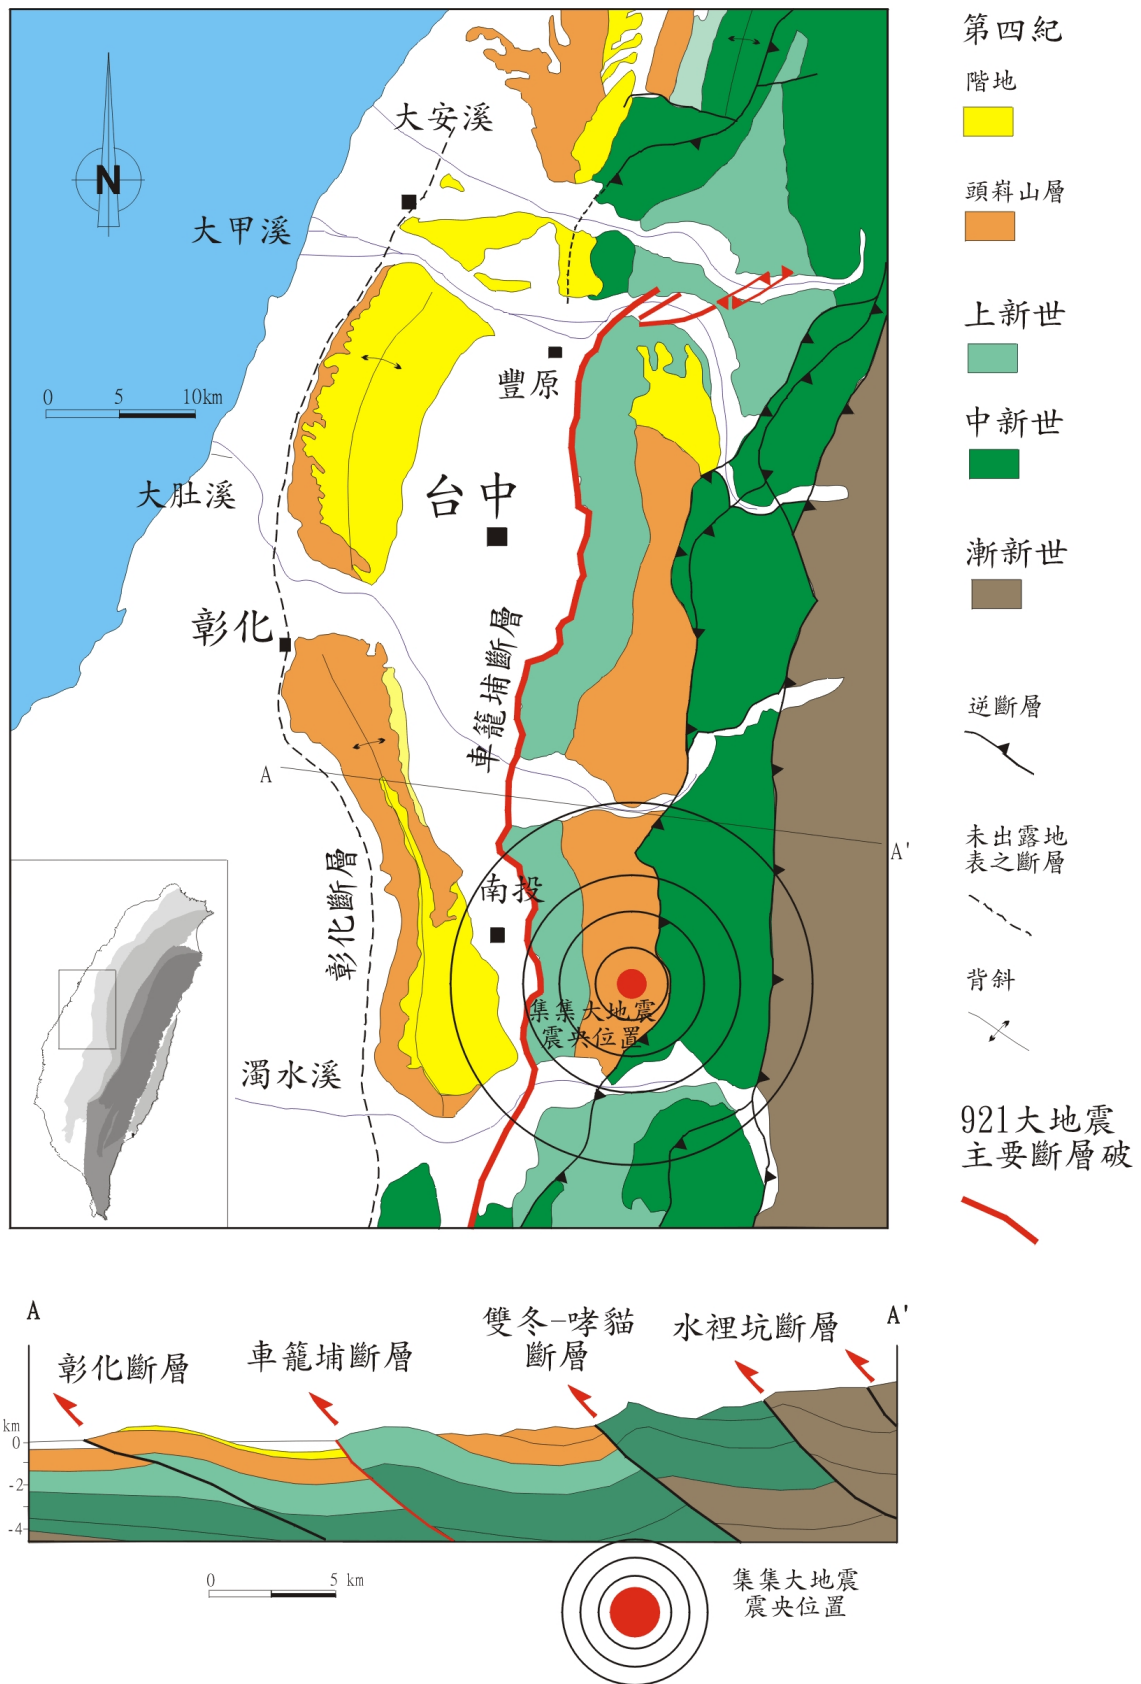 第四紀
階地
頭嵙山層
上新世
中新世
漸新世
逆斷層
未出露地
表之斷層
背斜
921大地震
主要斷層破
大安溪
N
大甲溪
0 5 10km
豐原
台中
大肚溪
彰化
車籠埔斷層
A
A'
彰化斷層
南投
集集大地震
震央位置
濁水溪
A
A'
彰化斷層
車籠埔斷層
雙冬-哮貓
斷層
水裡坑斷層
km
0
-2
-4
0 5 km
集集大地震
震央位置